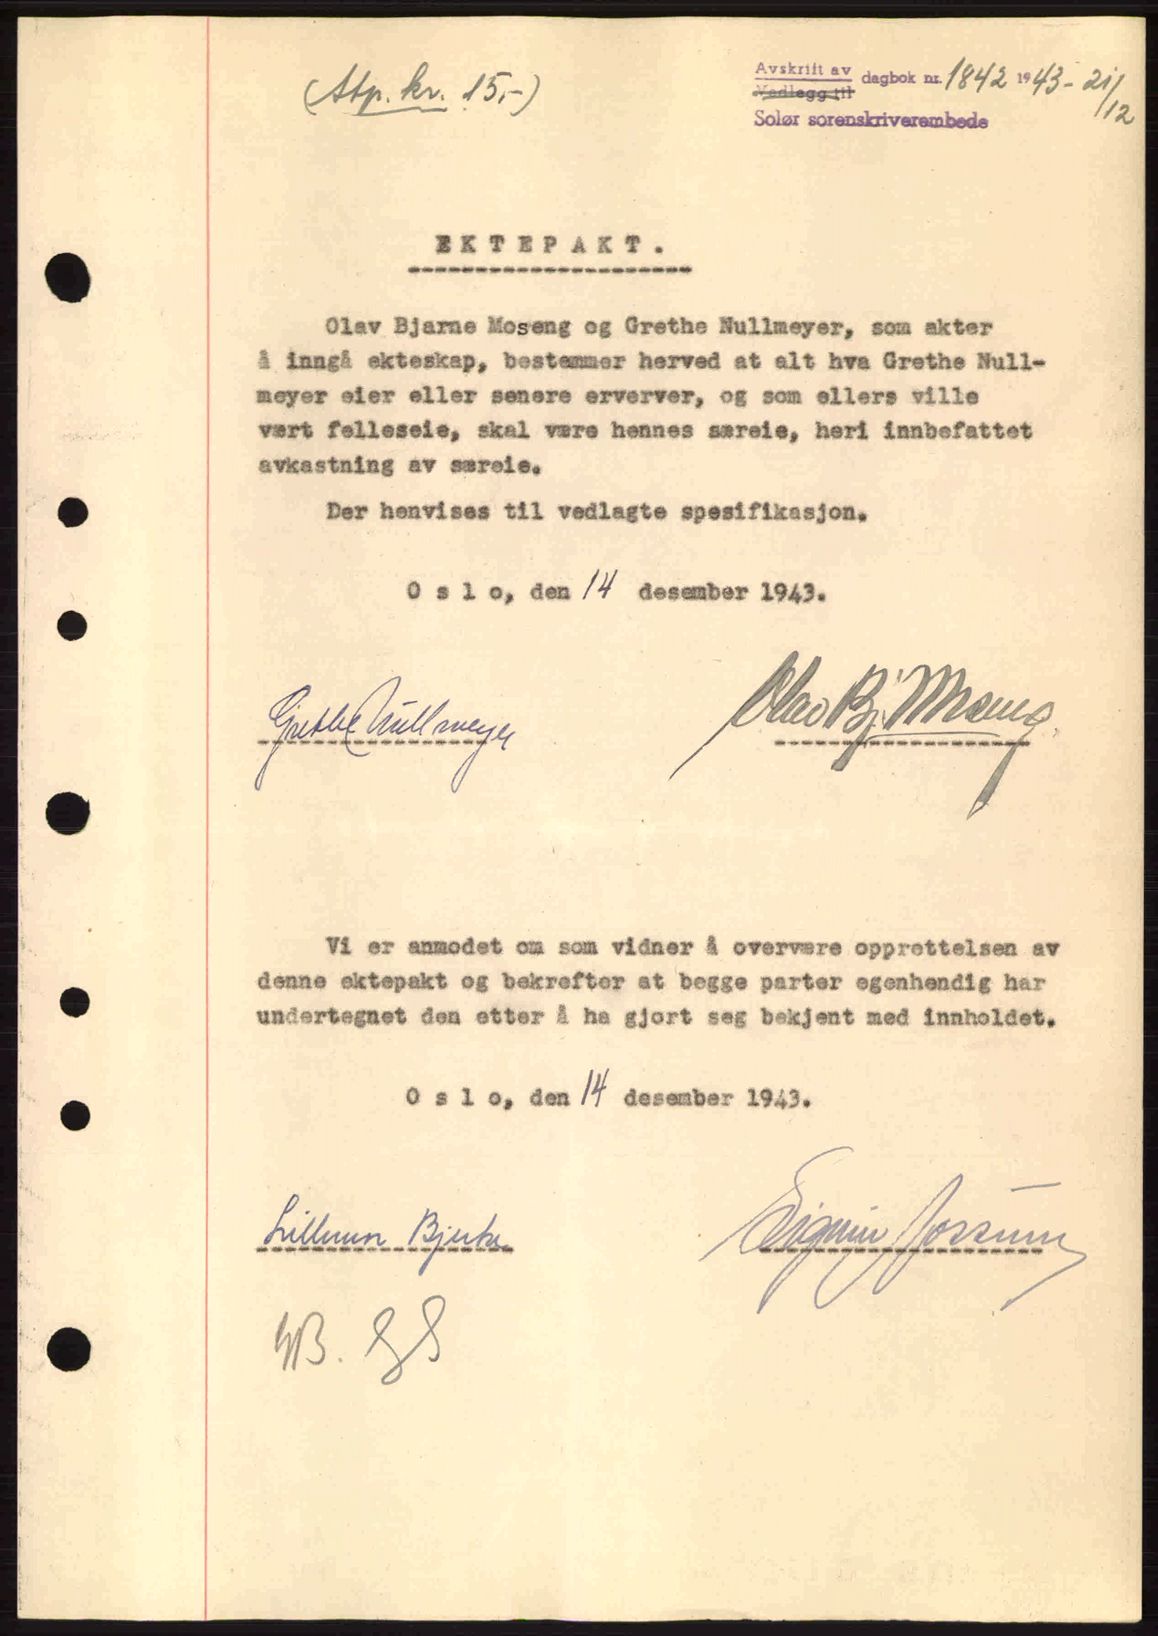 (Stp. kr. 15,-)
Avskrift av
Vedlegg til
dagbok nr. 1842 1943 - 21/12
Solør sorenskriverembede
EKTEPAKT.
Olav Bjarne Moseng og Grethe Nullmeyer, som akter
å inngå ekteskap, bestemmer herved at alt hva Grethe Null-
meyer eier eller senere erverver, og som ellers ville
vært felleseie, skal være hennes særeie, heri innbefattet
avkastning av særeie.
Der henvises til vedlagte spesifikasjon.
Oslo, den 14 desember 1943.
Grethe Nullmeyer
Olav Bj. Moseng
Vi er anmodet om som vidner å overvære opprettelsen av
denne ektepakt og bekrefter at begge parter egenhendig har
undertegnet den etter å ha gjort seg bekjent med innholdet.
Oslo, den 14 desember 1943.
Lillemor Bjerke